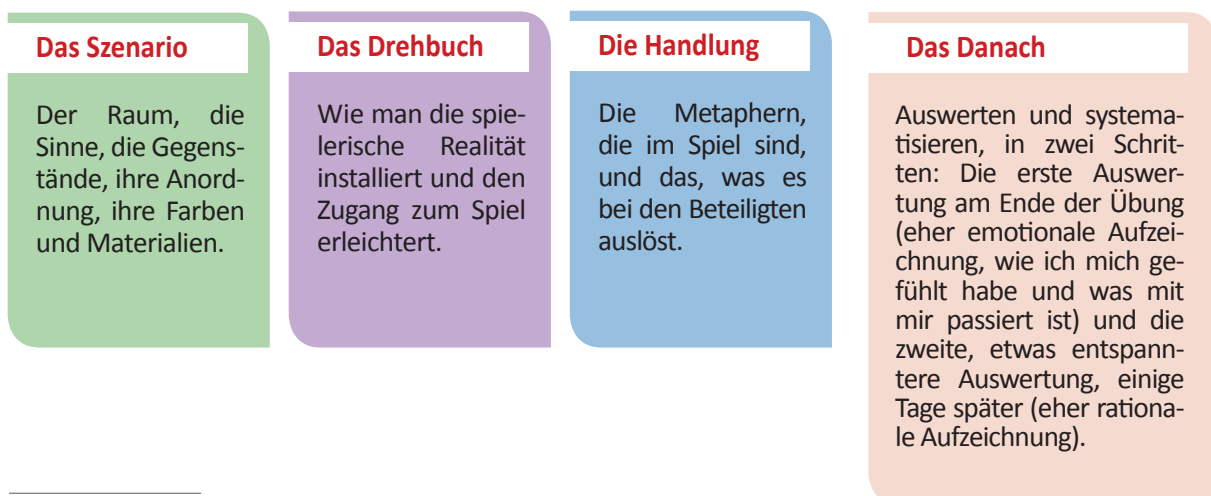 Das Szenario
Der Raum, die
Sinne, die Gegens-
tände, ihre Anord-
nung, ihre Farben
und Materialien.
Das Drehbuch
Wie man die spie-
lerische Realität
installiert und den
Zugang zum Spiel
erleichtert.
Die Handlung
Die Metaphern,
die im Spiel sind,
und das, was es
bei den Beteiligten
auslöst.
Das Danach
Auswerten und systema-
tisieren, in zwei Schrit-
ten: Die erste Auswer-
tung am Ende der Übung
(eher emotionale Aufzei-
chnung, wie ich mich ge-
fühlt habe und was mit
mir passiert ist) und die
zweite, etwas entspann-
tere Auswertung, einige
Tage später (eher rationa-
le Aufzeichnung).